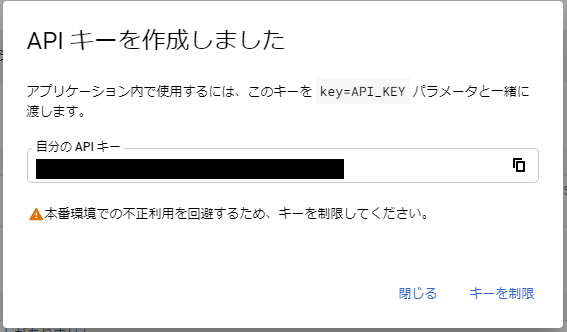 API キーを作成しました
アプリケーション内で使用するには、このキーを key=API_KEY パラメータと一緒に
渡します。
自分の API キー
本番環境での不正利用を回避するため、キーを制限してください。
閉じる キーを制限